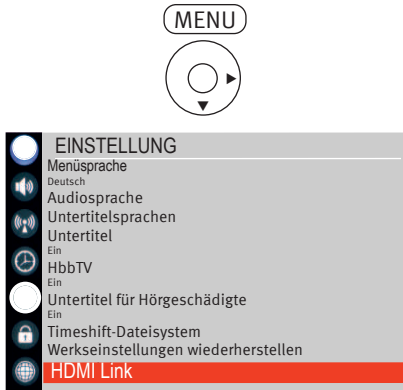 MENU
EINSTELLUNG
Menüsprache
Deutsch
Audiosprache
Untertitelsprachen
Untertitel
Ein
HbbTV
Ein
Untertitel für Hörgeschädigte
Ein
Timeshift-Dateisystem
Werkseinstellungen wiederherstellen
HDMI Link